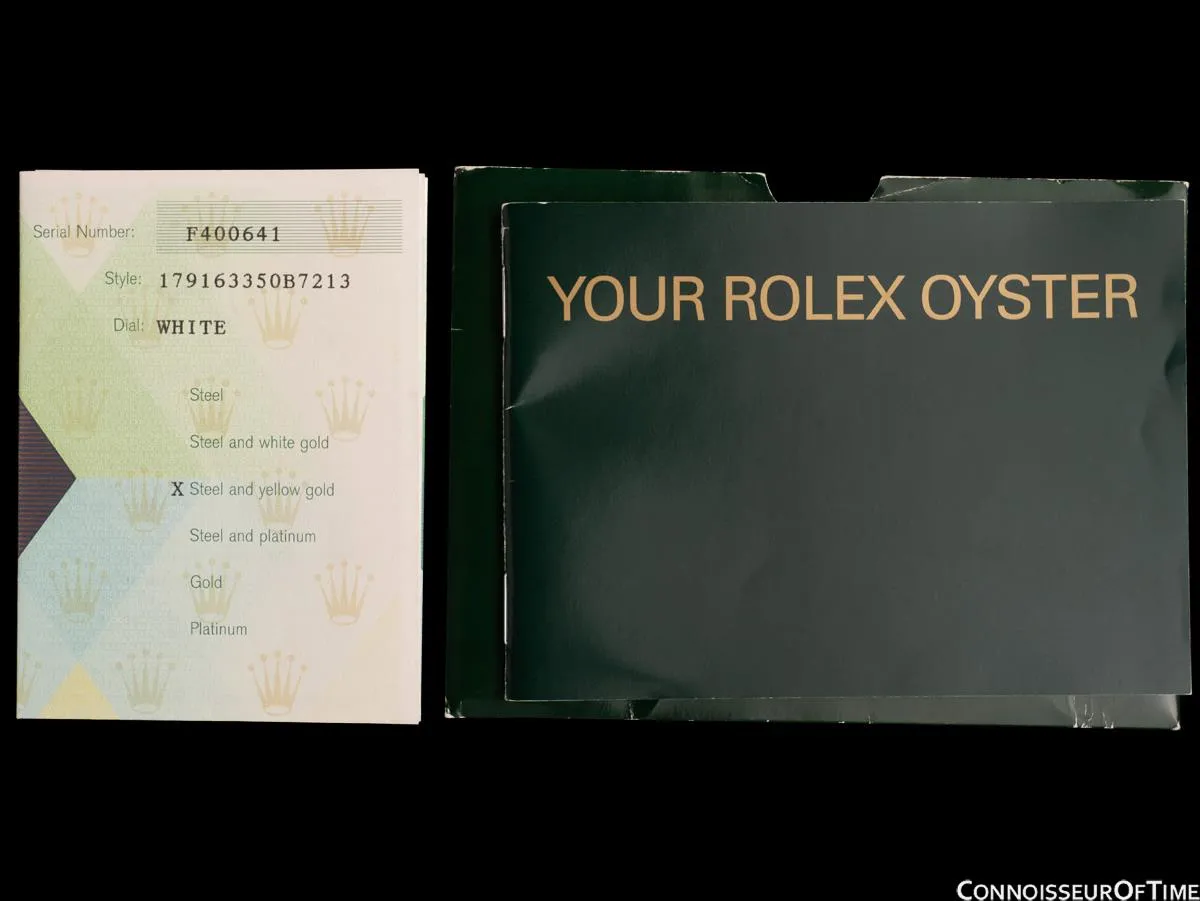 Serial Number: F400641
Style: 179163350B7213
Dial: WHITE
Steel
Steel and white gold
X Steel and yellow gold
Steel and platinum
Gold
Platinum
YOUR ROLEX OYSTER
CONNOISSEUROFTIME